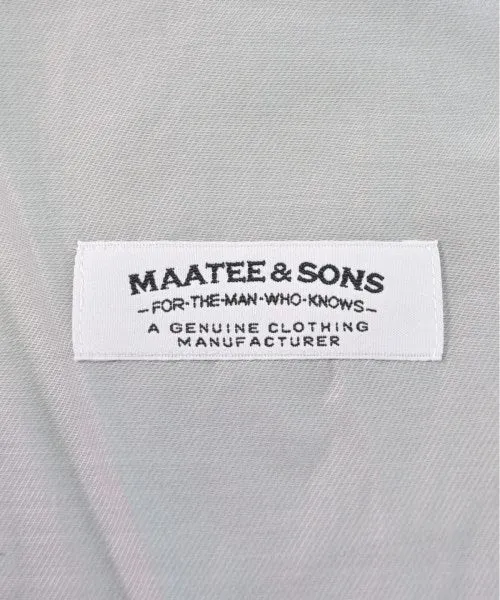 MAATEE & SONS
-FOR-THE-MAN-WHO-KNOWS-
A GENUINE CLOTHING
MANUFACTURER